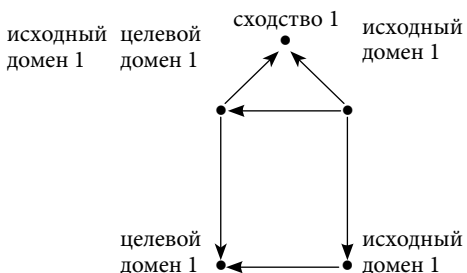 сходство 1
исходный
домен 1
целевой
домен 1
исходный
домен 1
целевой
домен 1
исходный
домен 1